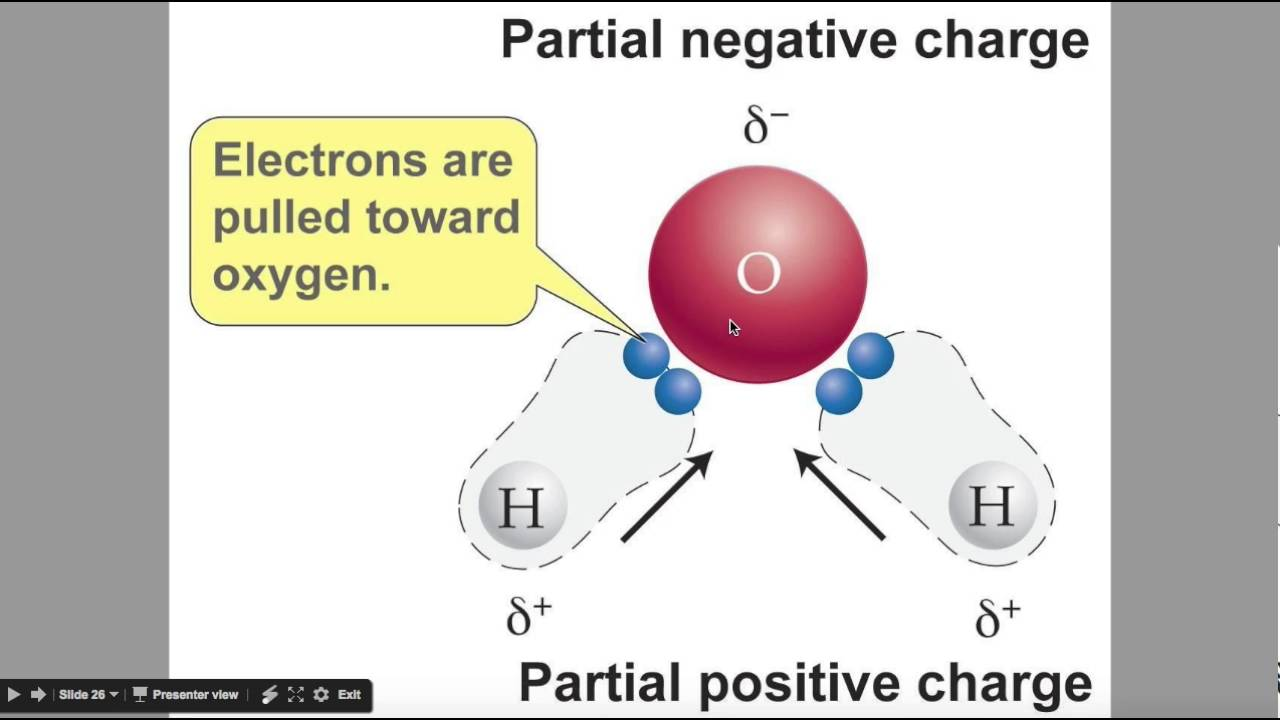 Partial negative charge
δ−
Electrons are
pulled toward
oxygen.
O
H
H
δ+
δ+
Partial positive charge
Slide 26
Presenter view
Exit